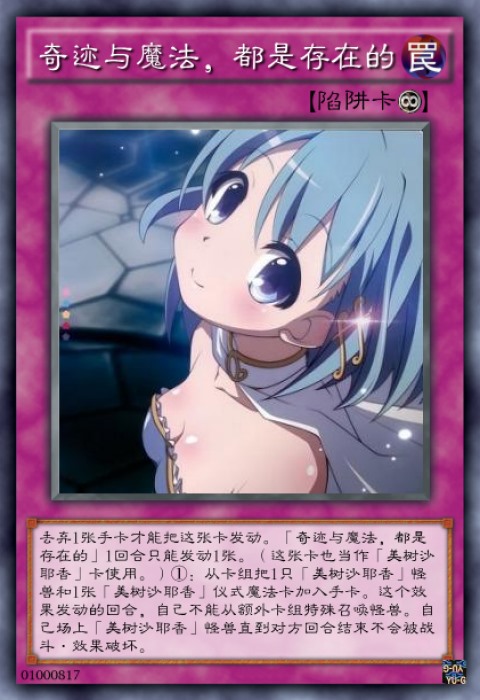 奇迹与魔法，都是存在的 罠
【陷阱卡】
去弃1张手卡才能把这张卡发动。「奇迹与魔法，都是
存在的」1回合只能发动1张。（这张卡也当作「美树沙
耶香」卡使用。）①：从卡组把1只「美树沙耶香」怪
兽和1张「美树沙耶香」仪式魔法卡加入手卡。这个效
果发动的回合，自己不能从额外卡组特殊召唤怪兽。自
己场上「美树沙耶香」怪兽直到对方回合结束不会被战
斗·效果破坏。
01000817